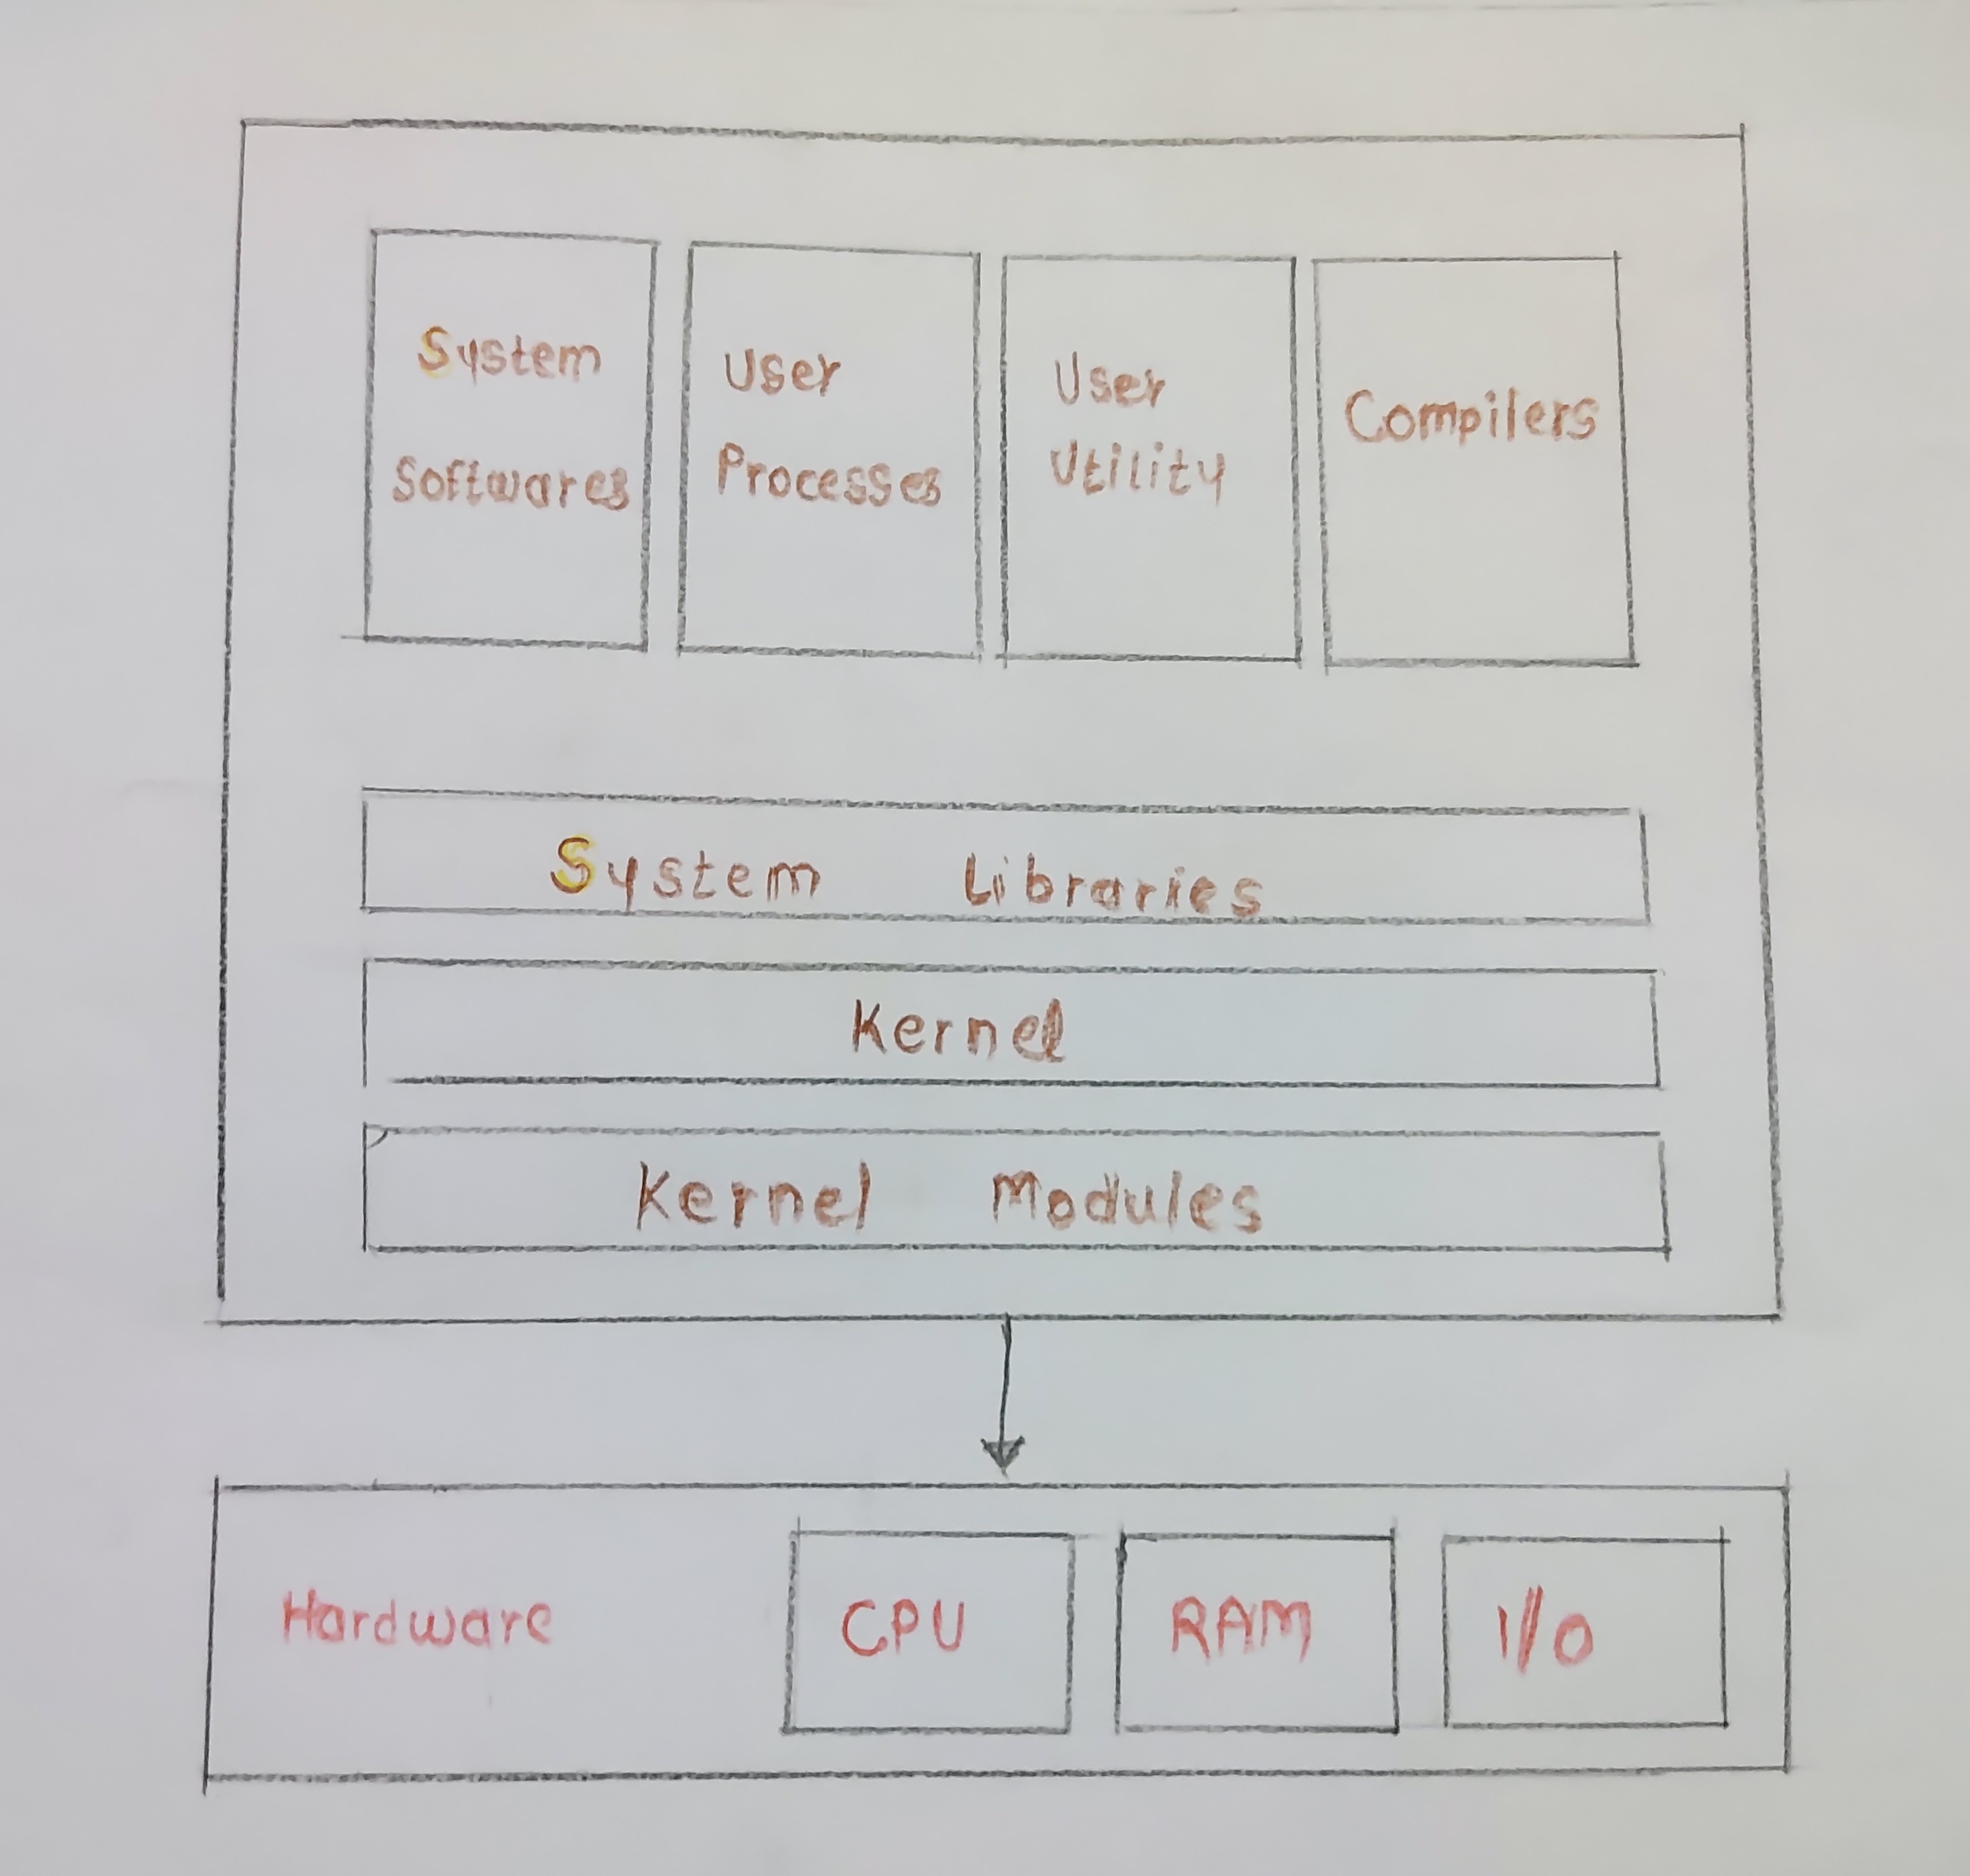 System
Softwares
User
Processes
User
Utility
Compilers
System Libraries
Kernel
Kernel Modules
Hardware
CPU
RAM
I/O